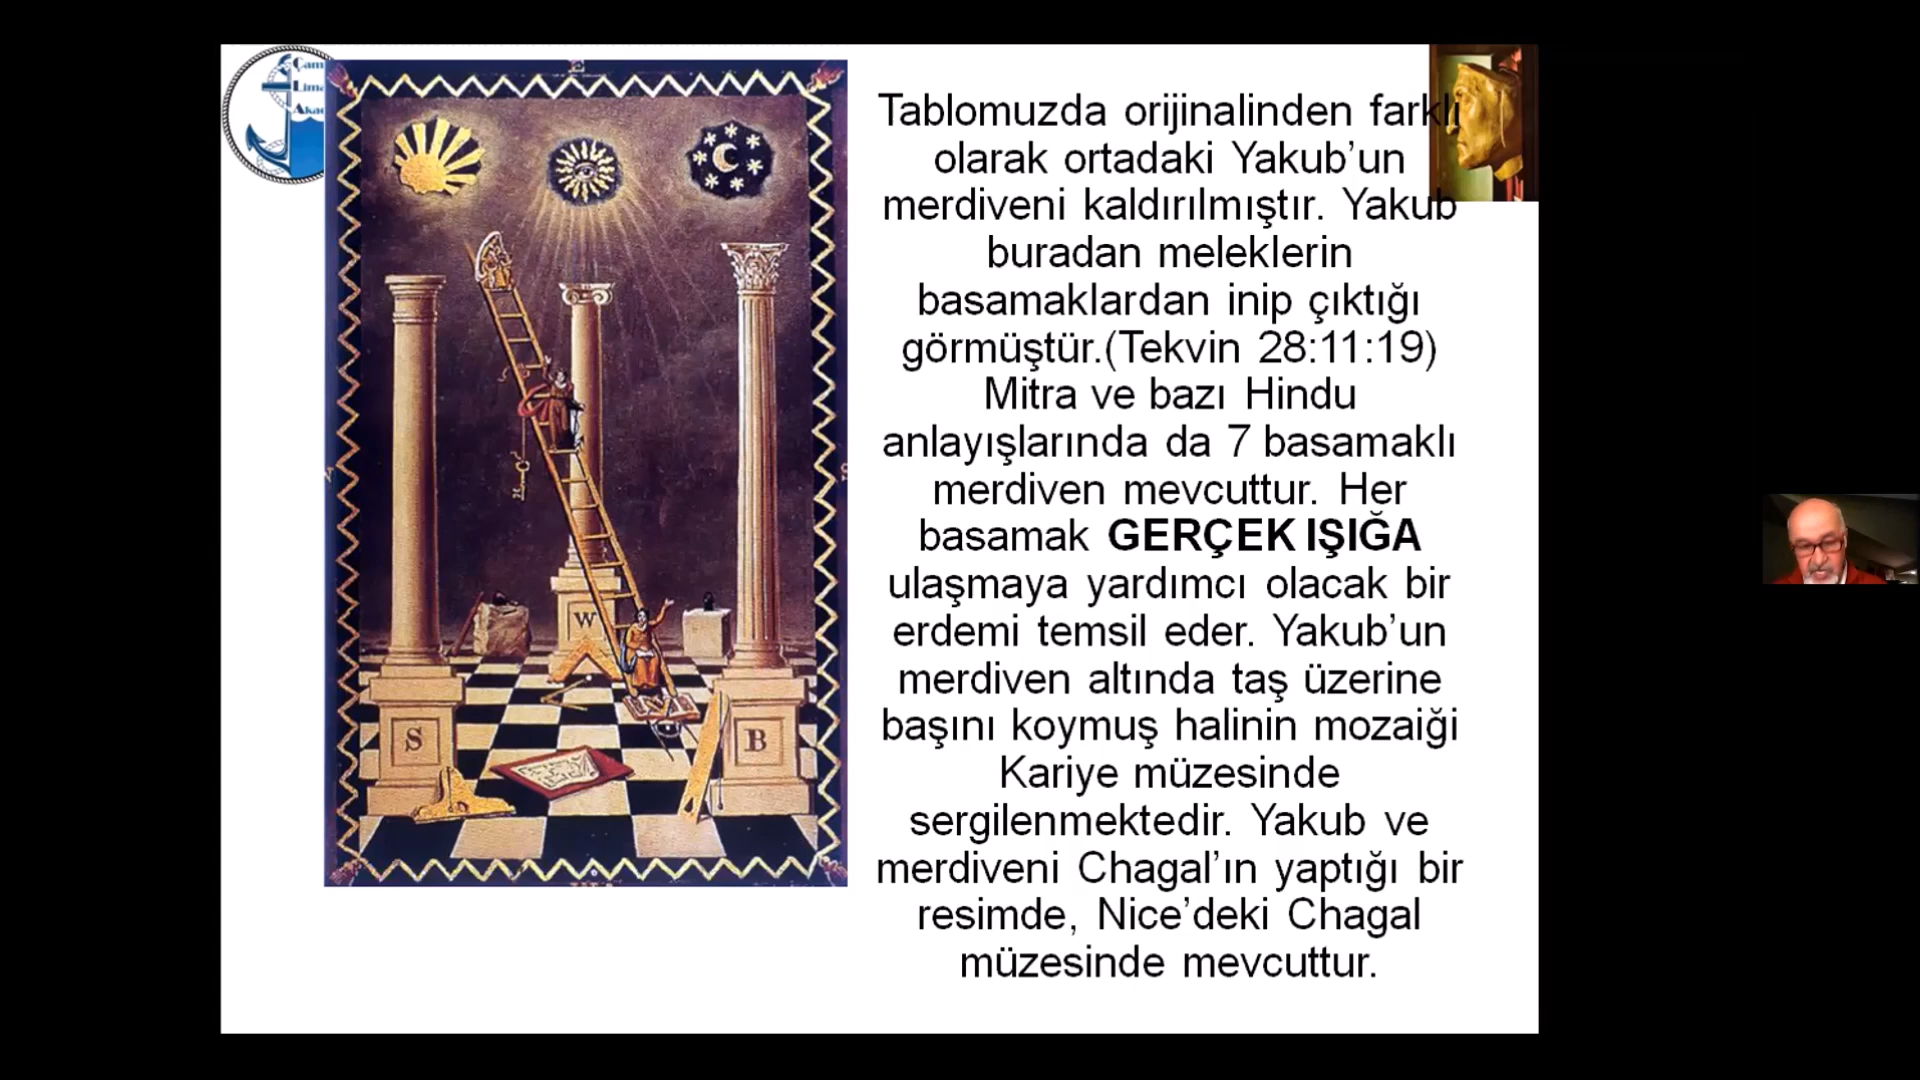 Çam
Lim
Aka
E
W
S
B
Tablomuzda orijinalinden farklı
olarak ortadaki Yakub’un
merdiveni kaldırılmıştır. Yakub
buradan meleklerin
basamaklardan inip çıktığı
görmüştür.(Tekvin 28:11:19)
Mitra ve bazı Hindu
anlayışlarında da 7 basamaklı
merdiven mevcuttur. Her
basamak GERÇEK IŞIĞA
ulaşmaya yardımcı olacak bir
erdemi temsil eder. Yakub’un
merdiven altında taş üzerine
başını koymuş halinin mozaiği
Kariye müzesinde
sergilenmektedir. Yakub ve
merdiveni Chagal’ın yaptığı bir
resimde, Nice’deki Chagal
müzesinde mevcuttur.